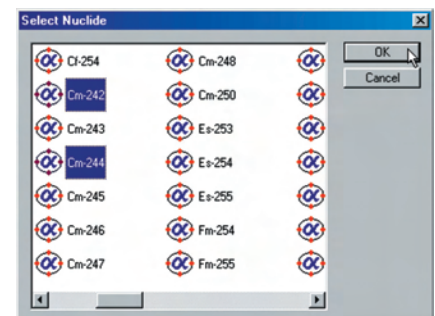 Select Nuclide
Cf-254
Cm-242
Cm-243
Cm-244
Cm-245
Cm-246
Cm-247
Cm-248
Cm-250
Es-253
Es-254
Es-255
Fm-254
Fm-255
OK
Cancel